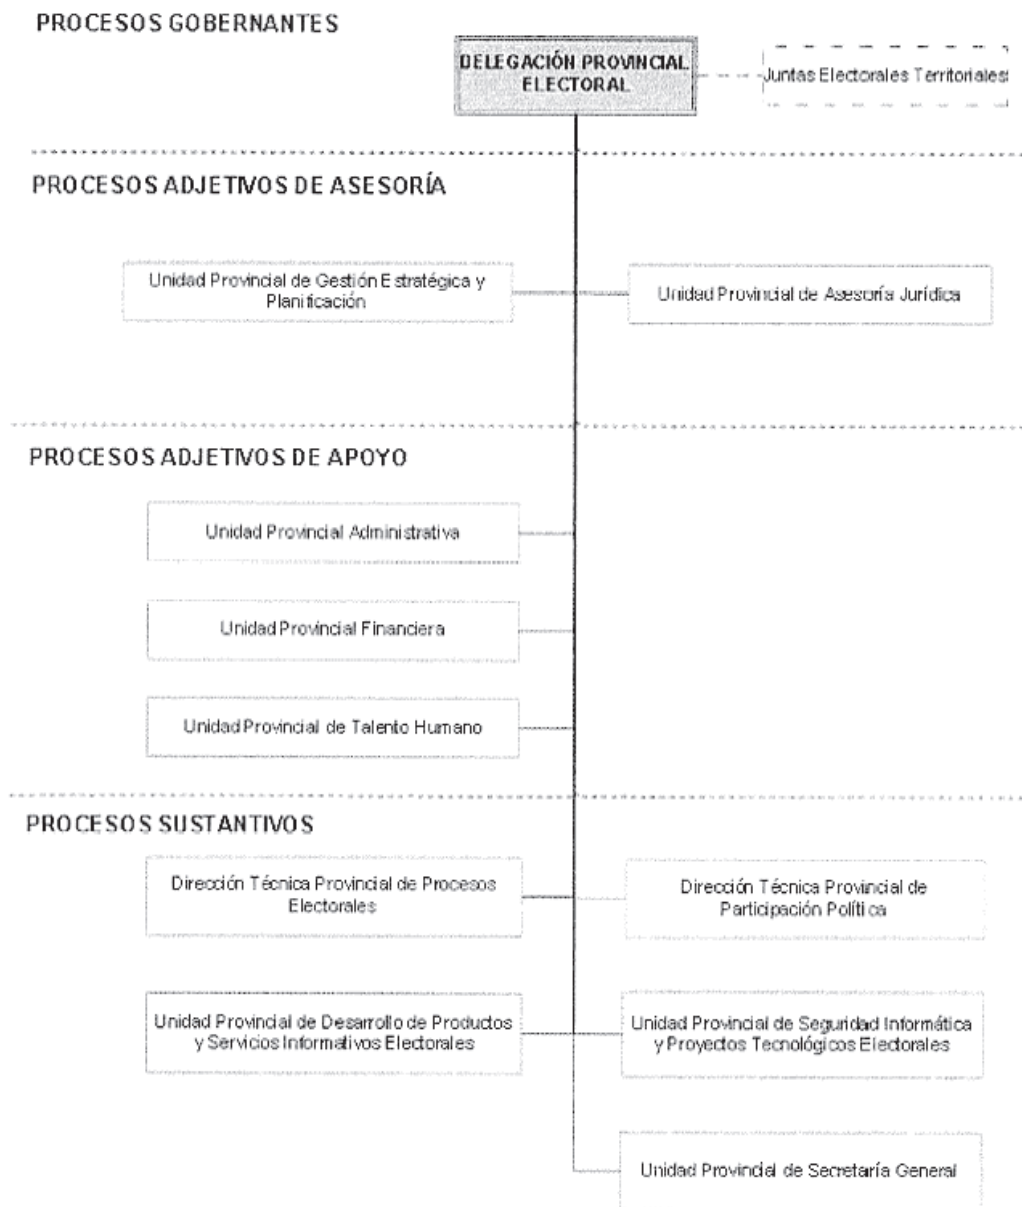 PROCESOS GOBERNANTES
DELEGACIÓN PROVINCIAL
ELECTORAL
Juntas Electorales Territoriales
PROCESOS ADJETIVOS DE ASESORÍA
Unidad Provincial de Gestión Estratégica y
Planificación
Unidad Provincial de Asesoría Jurídica
PROCESOS ADJETIVOS DE APOYO
Unidad Provincial Administrativa
Unidad Provincial Financiera
Unidad Provincial de Talento Humano
PROCESOS SUSTANTIVOS
Dirección Técnica Provincial de Procesos
Electorales
Dirección Técnica Provincial de
Participación Política
Unidad Provincial de Desarrollo de Productos
y Servicios Informativos Electorales
Unidad Provincial de Seguridad Informática
y Proyectos Tecnológicos Electorales
Unidad Provincial de Secretaría General